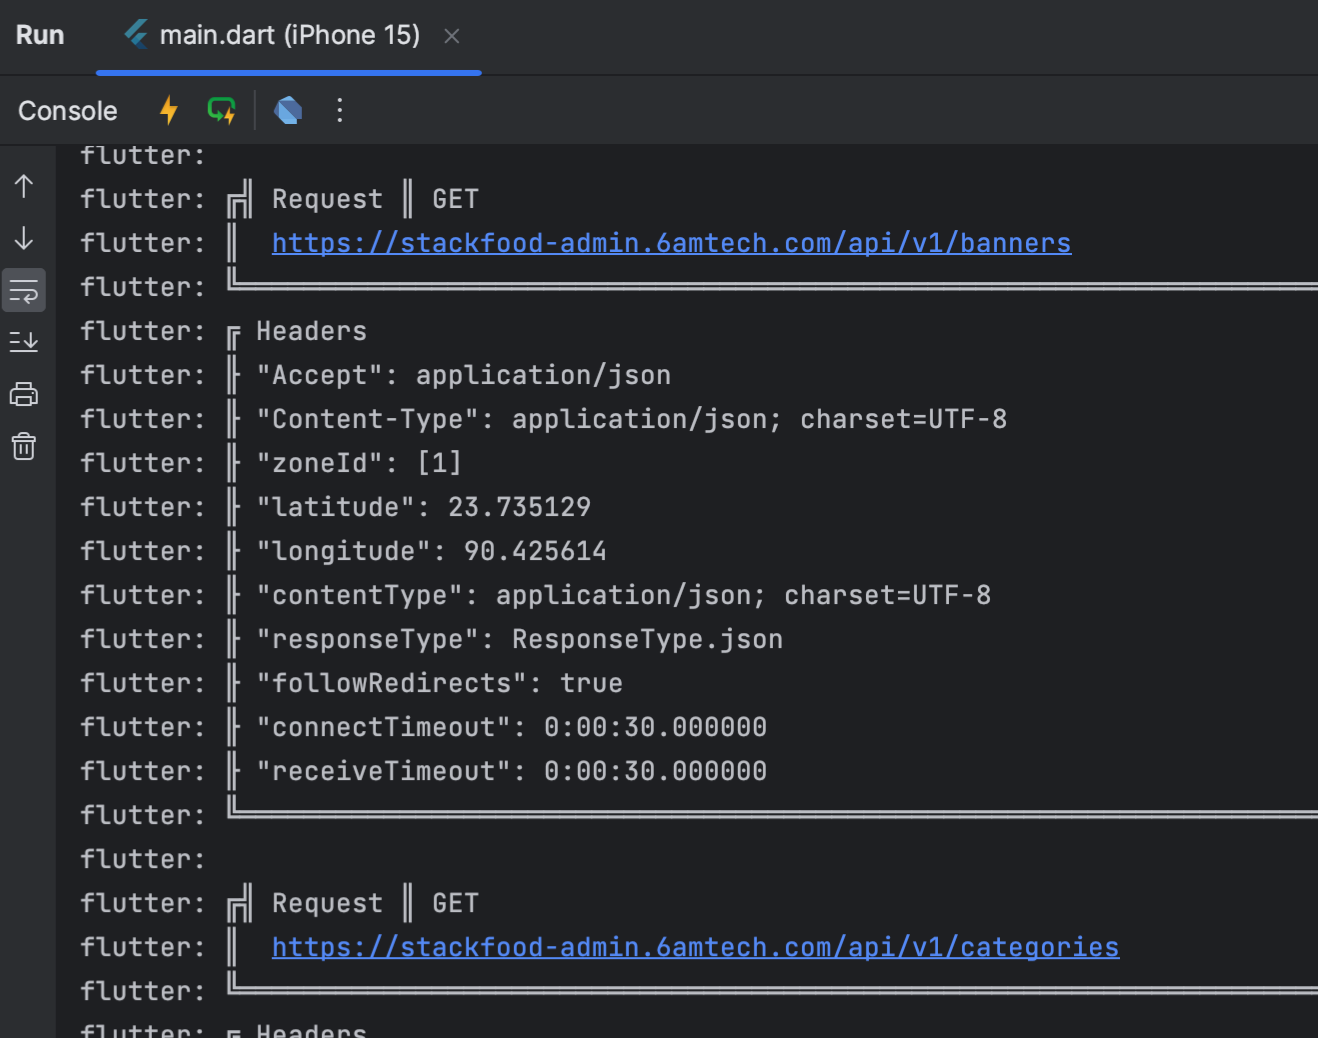 Run main.dart (iPhone 15)
Console
flutter:
flutter: ╔╣ Request ║ GET
flutter: ║  https://stackfood-admin.6amtech.com/api/v1/banners
flutter: ╚══════════════════════════════════════════
flutter: ╔ Headers
flutter: ╟ "Accept": application/json
flutter: ╟ "Content-Type": application/json; charset=UTF-8
flutter: ╟ "zoneId": [1]
flutter: ╟ "latitude": 23.735129
flutter: ╟ "longitude": 90.425614
flutter: ╟ "contentType": application/json; charset=UTF-8
flutter: ╟ "responseType": ResponseType.json
flutter: ╟ "followRedirects": true
flutter: ╟ "connectTimeout": 0:00:30.000000
flutter: ╟ "receiveTimeout": 0:00:30.000000
flutter: ╚══════════════════════════════════════════
flutter:
flutter: ╔╣ Request ║ GET
flutter: ║  https://stackfood-admin.6amtech.com/api/v1/categories
flutter: ╚══════════════════════════════════════════
flutter: ╔ Headers